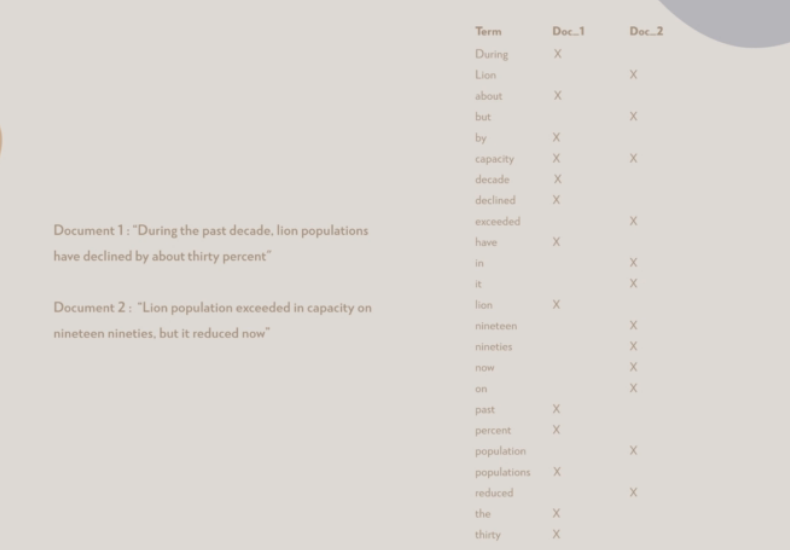 Document 1 : "During the past decade, lion populations
have declined by about thirty percent"
Document 2 : "Lion population exceeded in capacity on
nineteen nineties, but it reduced now"
Term Doc_1 Doc_2
During X
Lion X
about X
but X
by X
capacity X X
decade X
declined X
exceeded X
have X
in X
it X
lion X
nineteen X
nineties X
now X
on X
past X
percent X
population X
populations X
reduced X
the X
thirty X